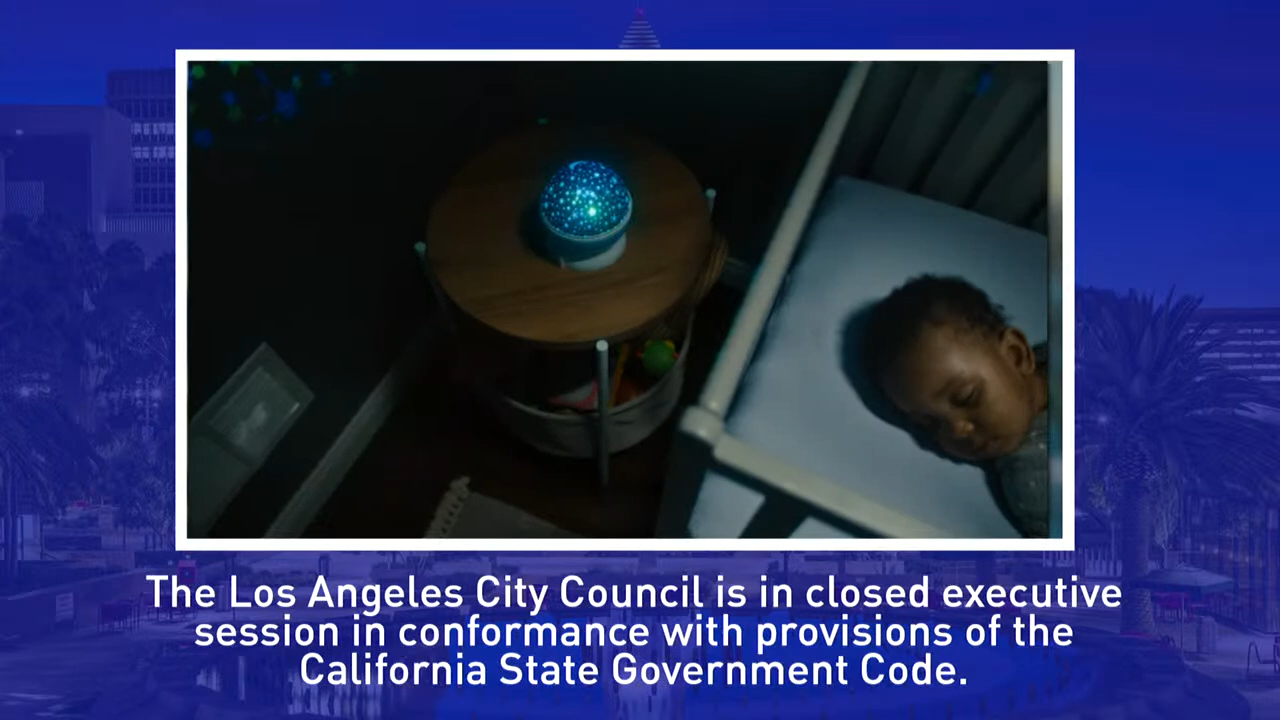 The Los Angeles City Council is in closed executive
session in conformance with provisions of the
California State Government Code.